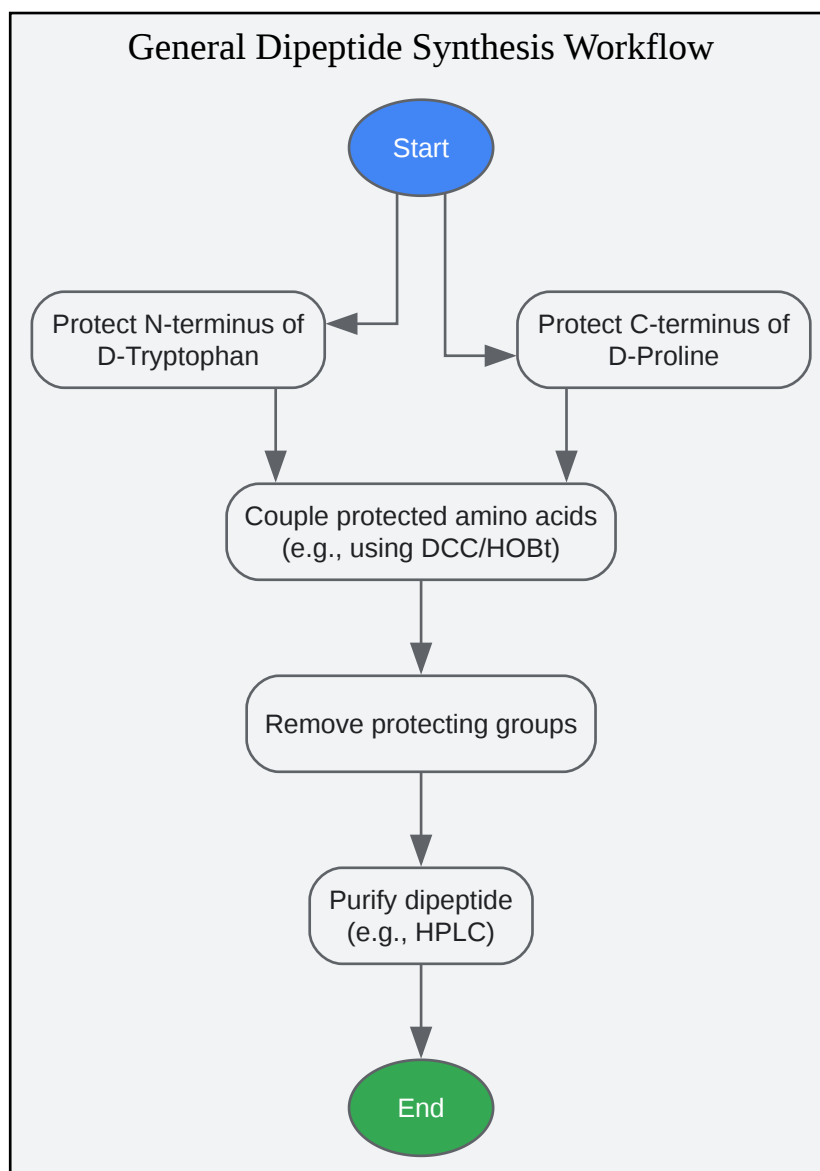 General Dipeptide Synthesis Workflow
Start
Protect N-terminus of
D-Tryptophan
Protect C-terminus of
D-Proline
Couple protected amino acids
(e.g., using DCC/HOBt)
Remove protecting groups
Purify dipeptide
(e.g., HPLC)
End